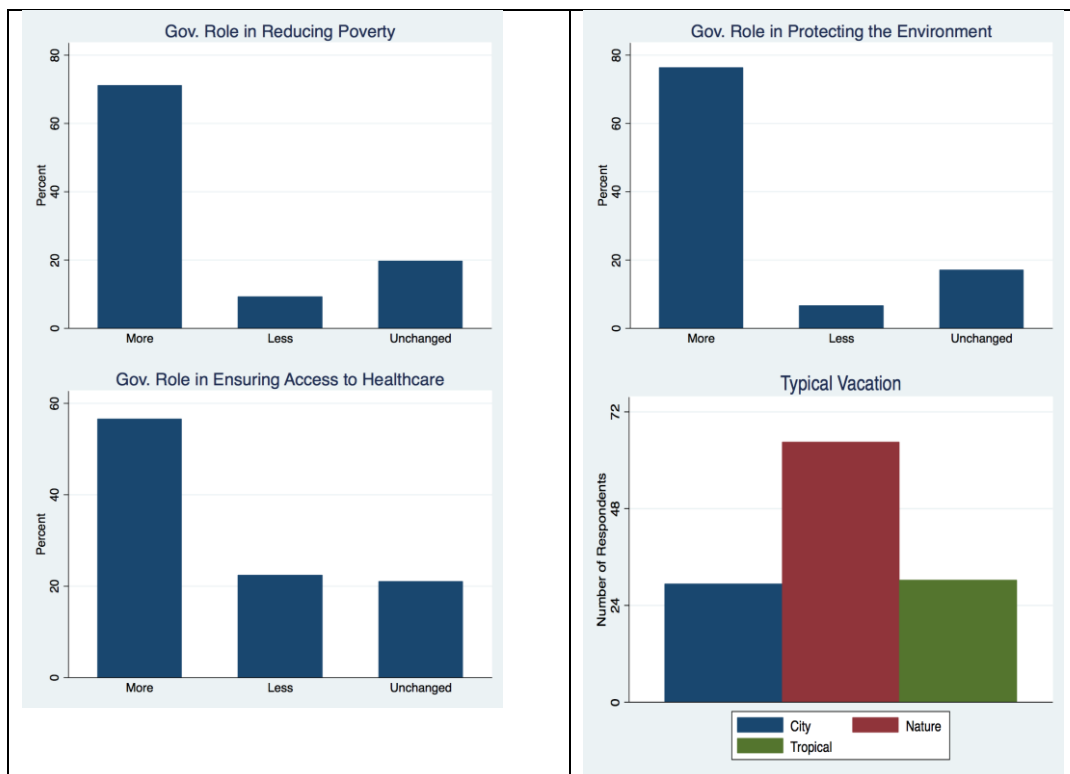 Gov. Role in Reducing Poverty
80
60
40
20
0
Percent
More Less Unchanged
Gov. Role in Ensuring Access to Healthcare
60
40
20
0
Percent
More Less Unchanged
Gov. Role in Protecting the Environment
80
60
40
20
0
Percent
More Less Unchanged
Typical Vacation
72
48
24
0
Number of Respondents
City Nature
Tropical